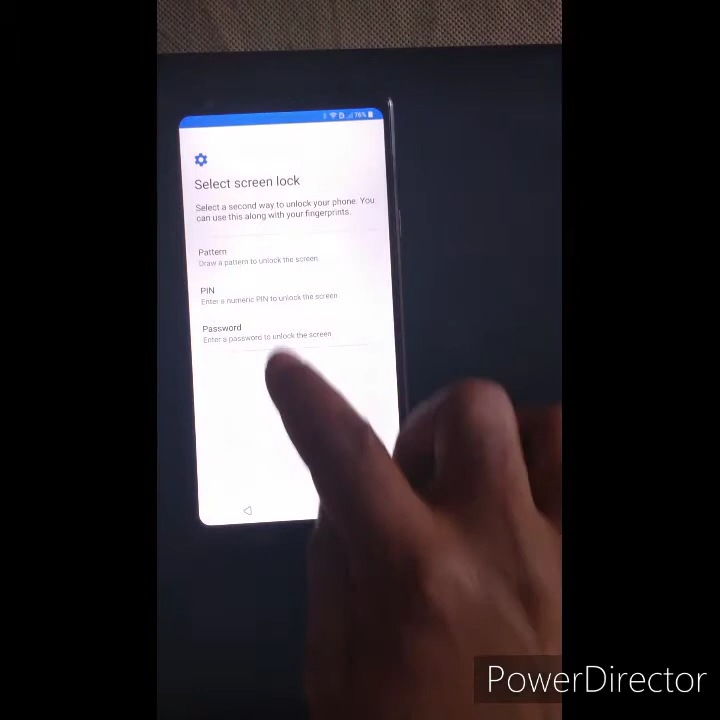 76%
Select screen lock
Select a second way to unlock your phone. You
can use this along with your fingerprints.
Pattern
Draw a pattern to unlock the screen
PIN
Enter a numeric PIN to unlock the screen
Password
Enter a password to unlock the screen
PowerDirector